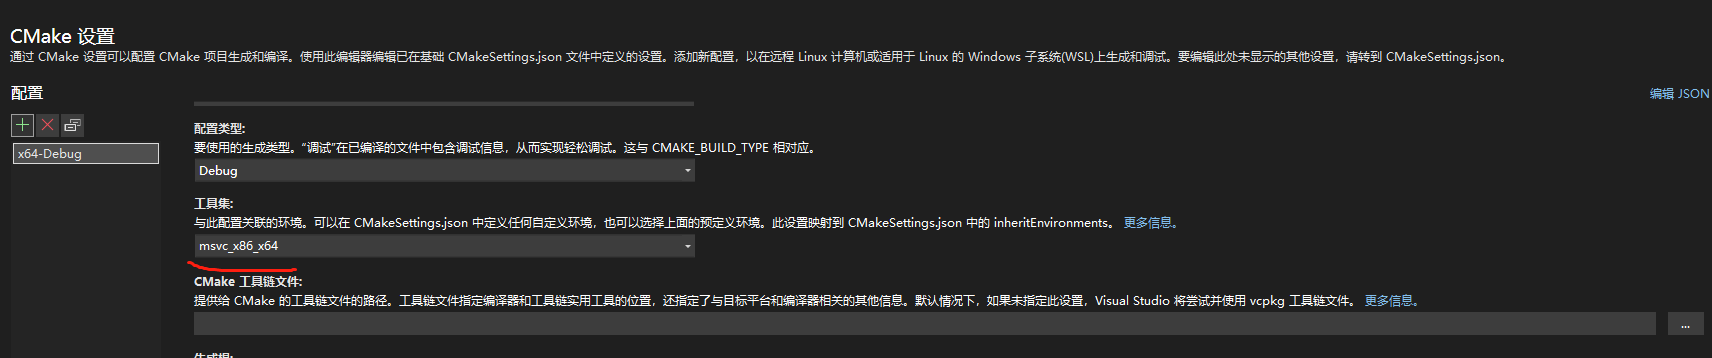 CMake 设置
通过 CMake 设置可以配置 CMake 项目生成和编译。使用此编辑器编辑已在基础 CMakeSettings.json 文件中定义的设置。添加新配置，以在远程 Linux 计算机或适用于 Linux 的 Windows 子系统(WSL)上生成和调试。要编辑此处未显示的其他设置，请转到 CMakeSettings.json。
配置
编辑 JSON
x64-Debug
配置类型:
要使用的生成类型。“调试”在已编译的文件中包含调试信息，从而实现轻松调试。这与 CMAKE_BUILD_TYPE 相对应。
Debug
工具集:
与此配置关联的环境。可以在 CMakeSettings.json 中定义任何自定义环境，也可以选择上面的预定义环境。此设置映射到 CMakeSettings.json 中的 inheritEnvironments。 更多信息。
msvc_x86_x64
CMake 工具链文件:
提供给 CMake 的工具链文件的路径。工具链文件指定编译器和工具链实用工具的位置，还指定了与目标平台和编译器相关的其他信息。默认情况下，如果未指定此设置，Visual Studio 将尝试并使用 vcpkg 工具链文件。 更多信息。
...